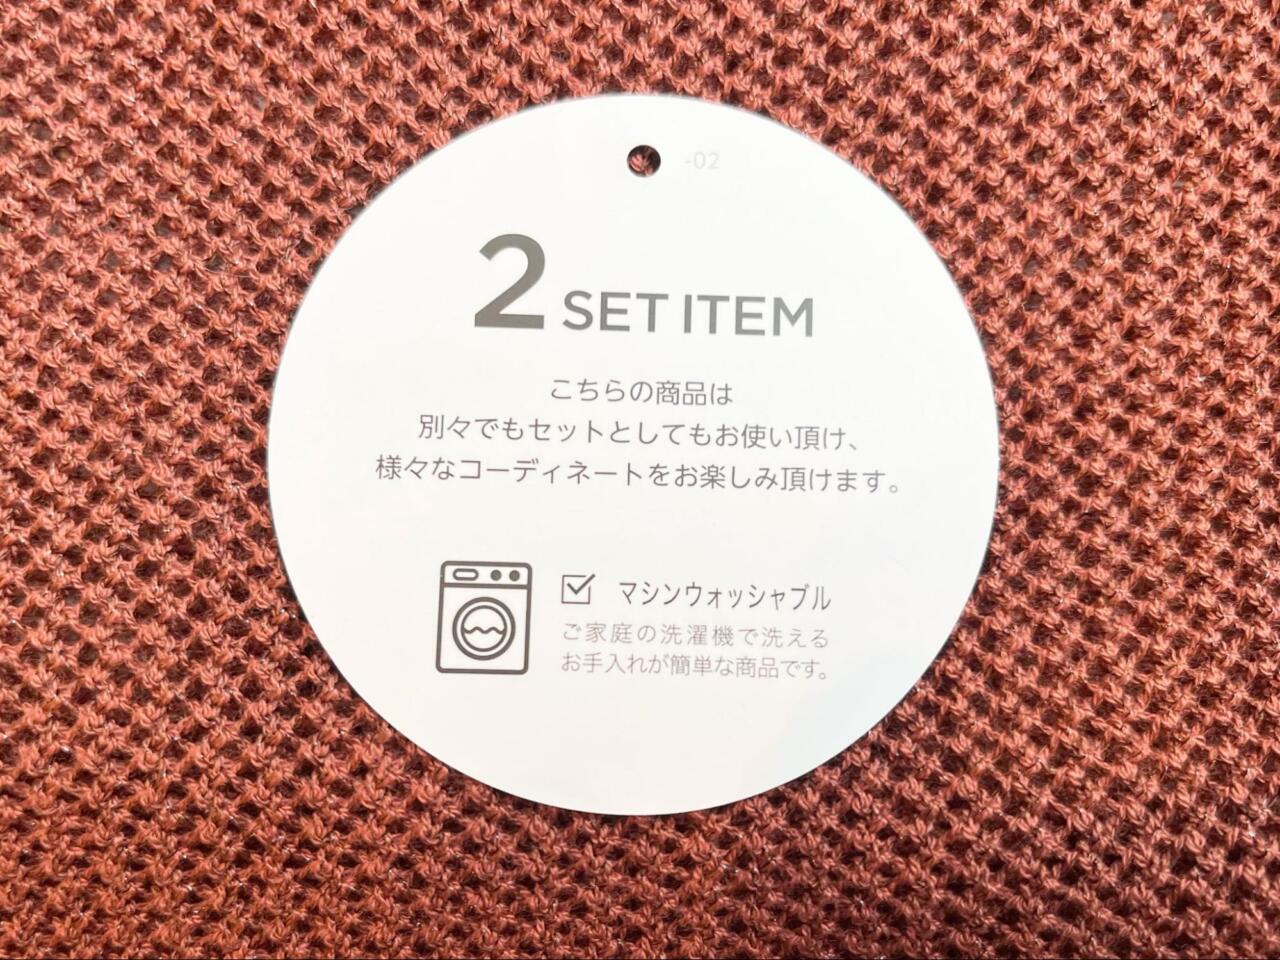 -02
2 SET ITEM
こちらの商品は
別々でもセットとしてもお使い頂け、
様々なコーディネートをお楽しみ頂けます。
マシンウォッシャブル
ご家庭の洗濯機で洗える
お手入れが簡単な商品です。